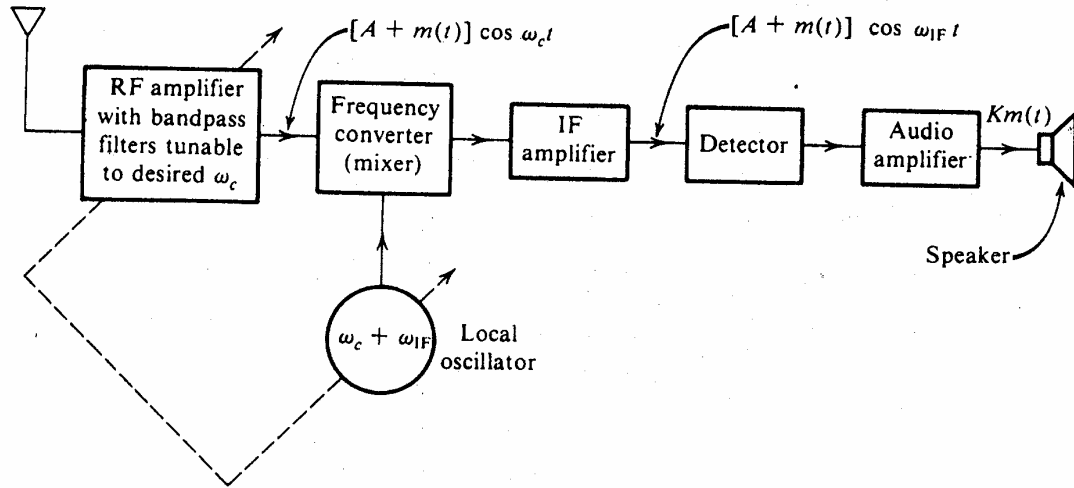 [A + m(t)] cos ω_c t
[A + m(t)] cos ω_IF t
RF amplifier
with bandpass
filters tunable
to desired ω_c
Frequency
converter
(mixer)
IF
amplifier
Detector
Audio
amplifier
Km(t)
Speaker
ω_c + ω_IF
Local
oscillator